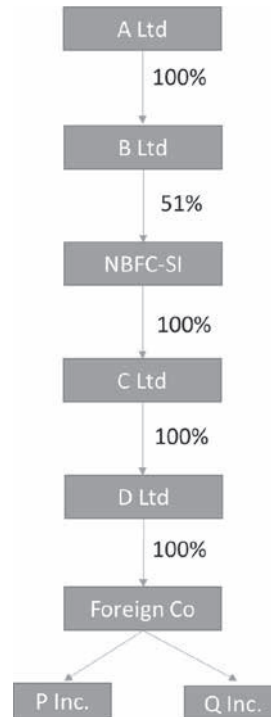 A Ltd
100%
B Ltd
51%
NBFC-SI
100%
C Ltd
100%
D Ltd
100%
Foreign Co
P Inc.
Q Inc.